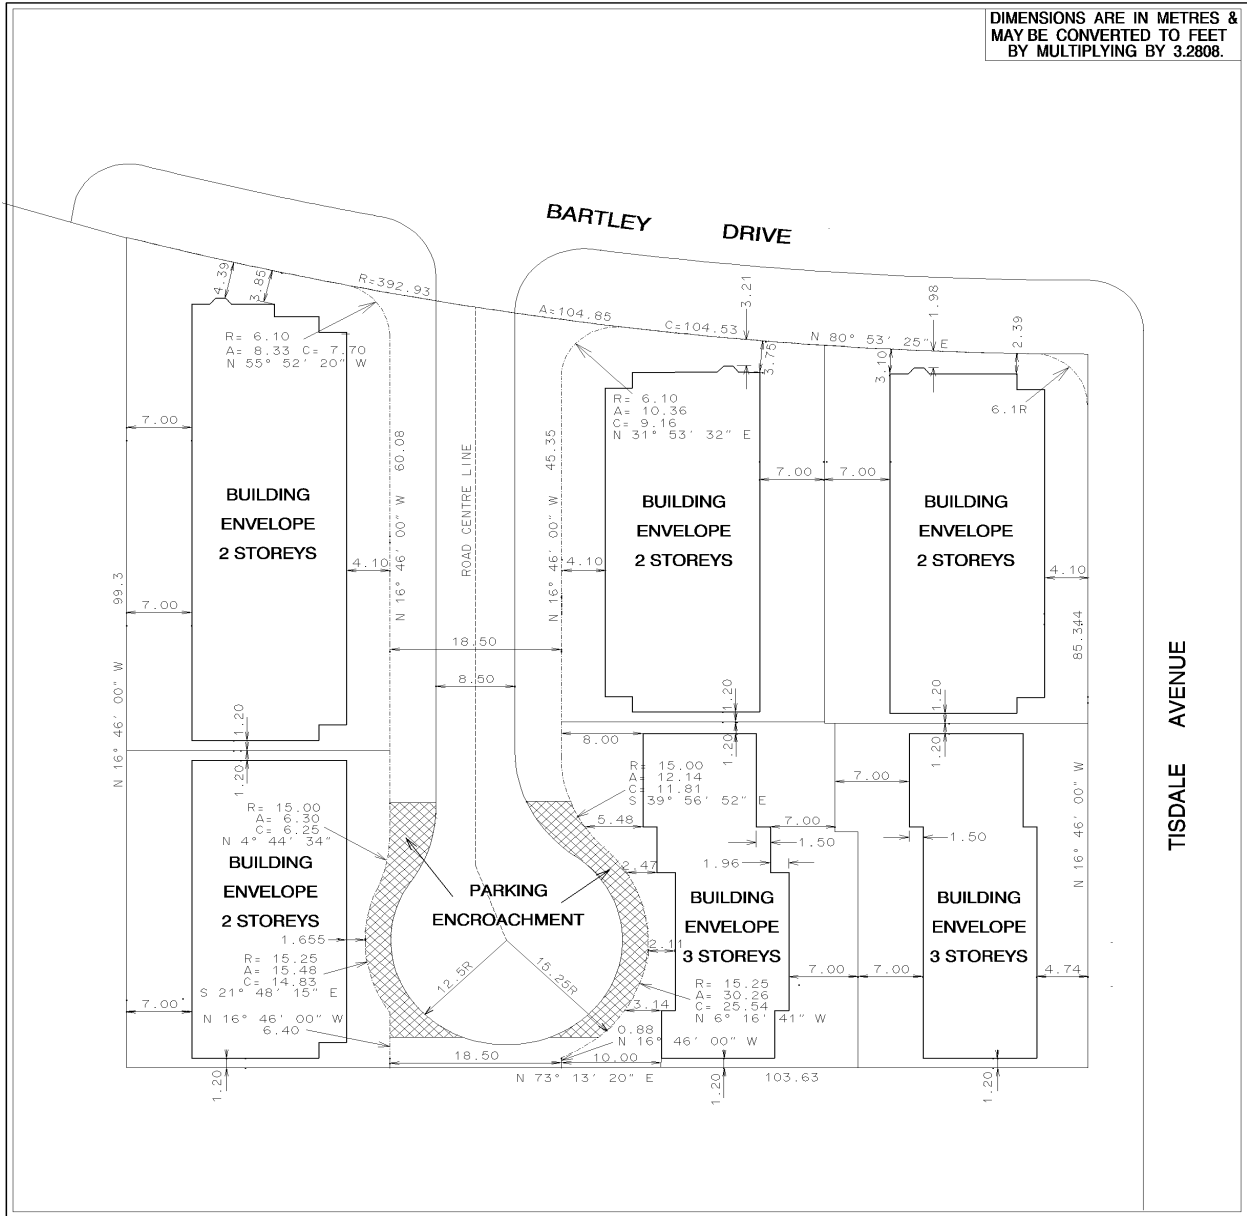 DIMENSIONS ARE IN METRES &
MAY BE CONVERTED TO FEET
BY MULTIPLYING BY 3.2808.
BARTLEY DRIVE
4.39
3.85
R=392.93
A=104.85
C=104.53
N 80° 53' 25" E
3.21
1.98
2.39
3.75
3.10
R= 6.10
A= 8.33 C= 7.70
N 55° 52' 20" W
R= 6.10
A= 10.36
C= 9.16
N 31° 53' 32" E
6.1R
7.00
N 16° 46' 00" W 60.08
ROAD CENTRE LINE
N 16° 46' 00" W 45.35
7.00
7.00
BUILDING
ENVELOPE
2 STOREYS
BUILDING
ENVELOPE
2 STOREYS
BUILDING
ENVELOPE
2 STOREYS
4.10
4.10
4.10
7.00
N 16° 46' 00" W 99.3
18.50
8.50
85.344
N 16° 46' 00" W
TISDALE AVENUE
1.20
1.20
1.20
1.20
1.20
1.20
8.00
R= 15.00
A= 12.14
C= 11.81
S 39° 56' 52" E
7.00
R= 15.00
A= 6.30
C= 6.25
N 4° 44' 34"
5.48
7.00
1.50
1.50
2.47
1.96
BUILDING
ENVELOPE
2 STOREYS
PARKING
ENCROACHMENT
BUILDING
ENVELOPE
3 STOREYS
BUILDING
ENVELOPE
3 STOREYS
1.655
2.11
R= 15.25
A= 15.48
C= 14.83
S 21° 48' 15" E
12.5R
15.25R
7.00
7.00
4.74
R= 15.25
A= 30.26
C= 25.54
N 6° 16' 41" W
7.00
N 16° 46' 00" W
6.40
3.14
0.88
N 16° 46' 00" W
18.50
10.00
1.20
N 73° 13' 20" E
1.20
103.63
1.20